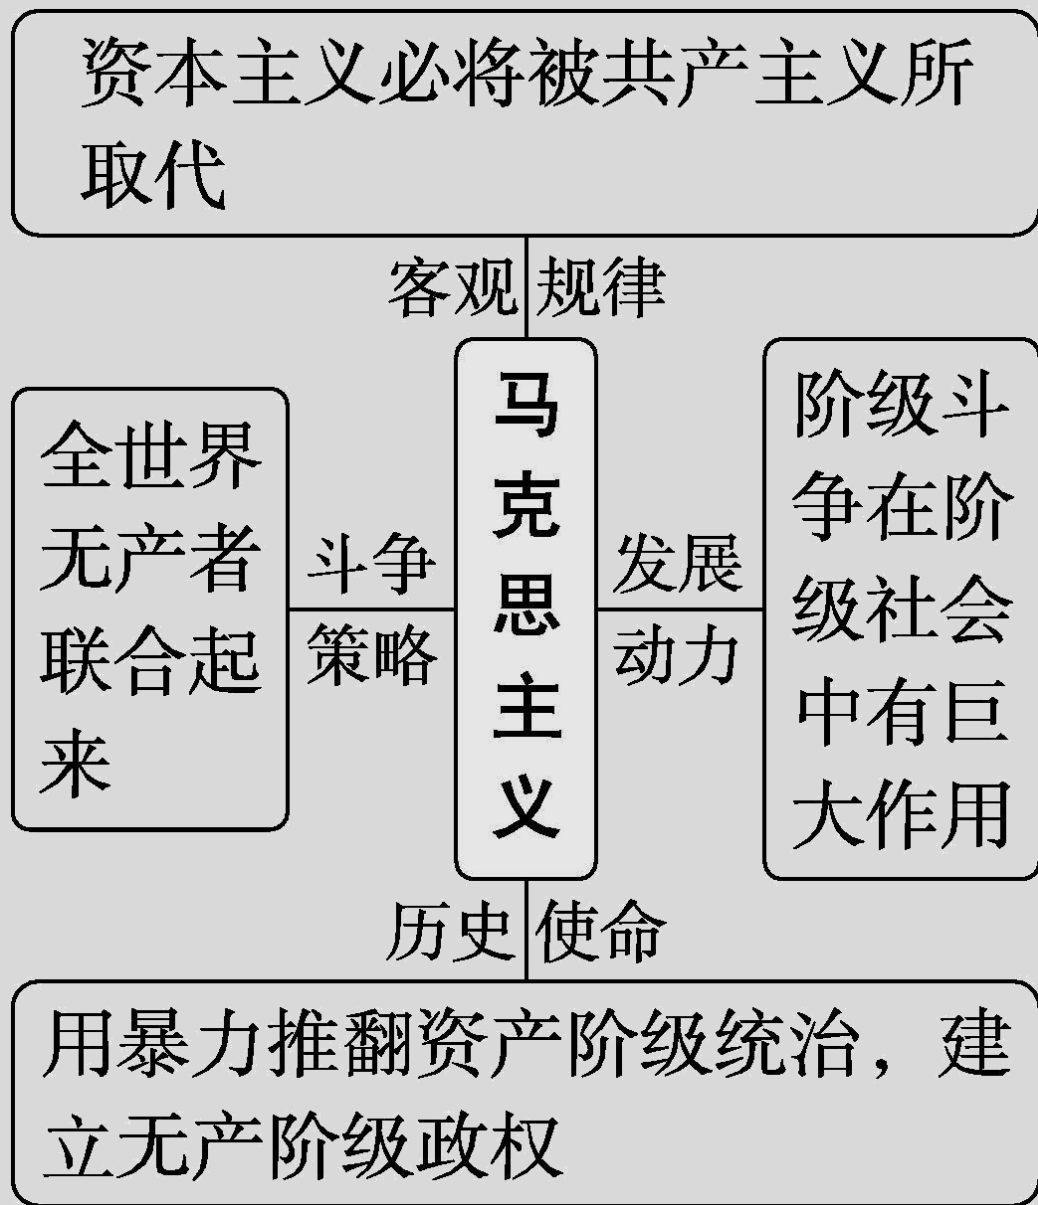 资本主义必将被共产主义所
取代
客观规律
全世界
无产者
联合起
来
斗争
策略
马
克
思
主
义
发展
动力
阶级斗
争在阶
级社会
中有巨
大作用
历史使命
用暴力推翻资产阶级统治，建
立无产阶级政权